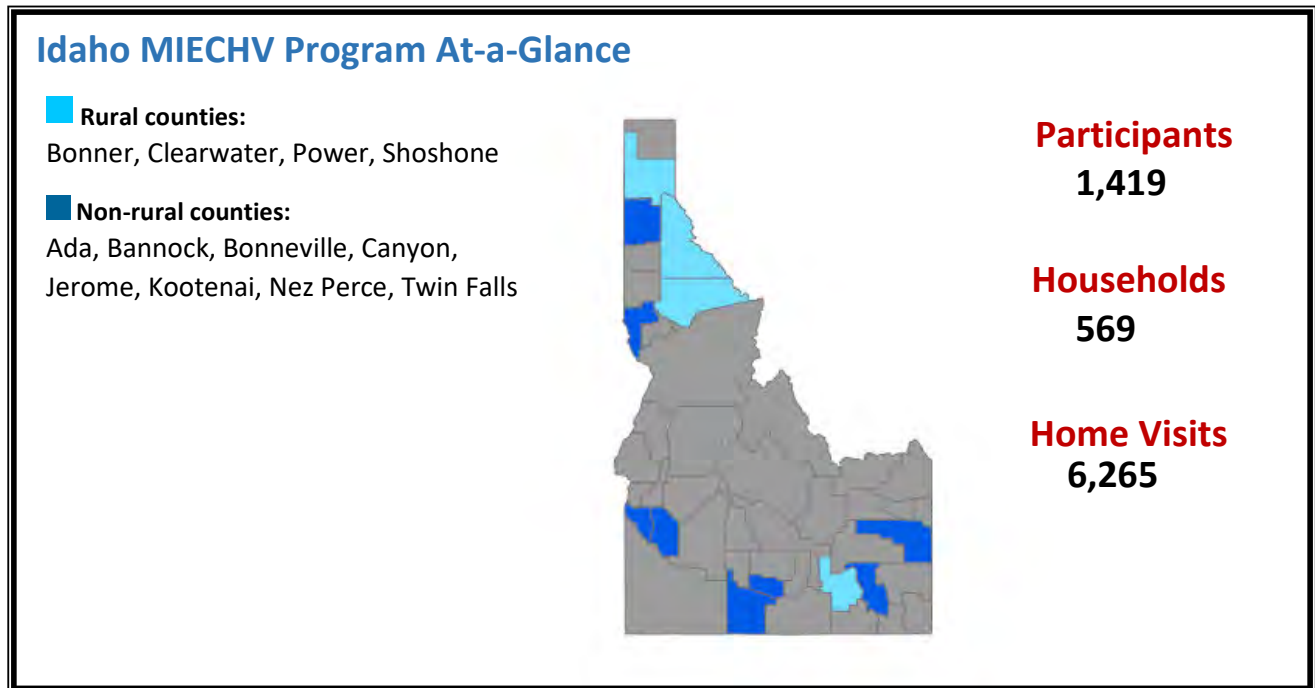 Idaho MIECHV Program At-a-Glance
Rural counties:
Bonner, Clearwater, Power, Shoshone
Non-rural counties:
Ada, Bannock, Bonneville, Canyon,
Jerome, Kootenai, Nez Perce, Twin Falls
Participants
1,419
Households
569
Home Visits
6,265